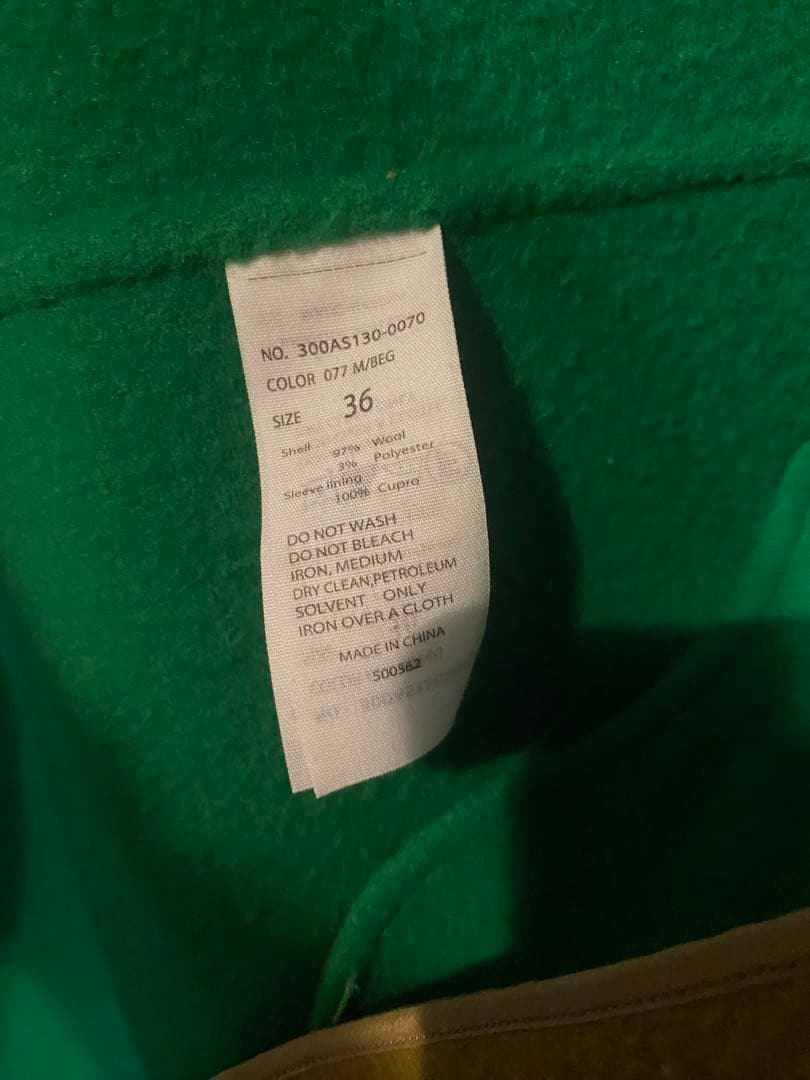 NO. 300AS130-0070
COLOR 077 M/BEG
SIZE 36
Shell 97% Wool
3% Polyester
Sleeve lining
100% Cupro
DO NOT WASH
DO NOT BLEACH
IRON, MEDIUM
DRY CLEAN,PETROLEUM
SOLVENT ONLY
IRON OVER A CLOTH
MADE IN CHINA
500562